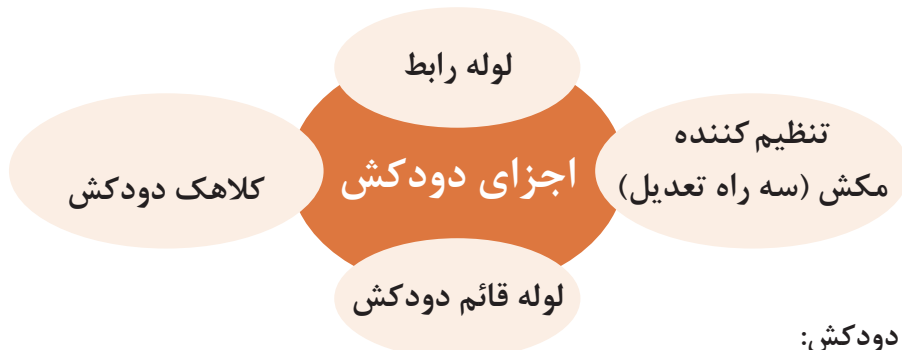 لوله رابط
تنظیم کننده
مکش (سه راه تعدیل)
اجزای دودکش
کلاهک دودکش
لوله قائم دودکش
دودکش: